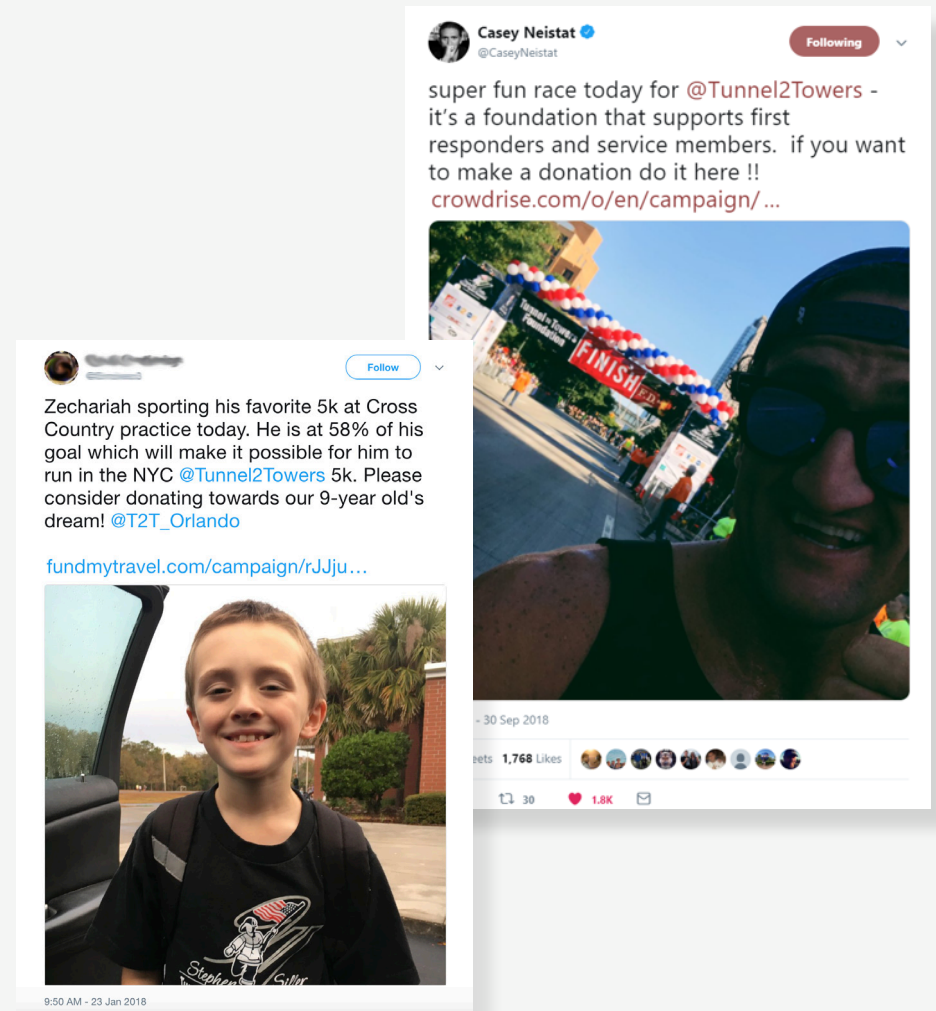 Casey Neistat
@CaseyNeistat
Following
super fun race today for @Tunnel2Towers -
it's a foundation that supports first
responders and service members.  if you want
to make a donation do it here !!
crowdrise.com/o/en/campaign/ ...
Tunnel to Towers
Foundation
FINISH
- 30 Sep 2018
eets 1,768 Likes
30 1.8K
Follow
Zechariah sporting his favorite 5k at Cross
Country practice today. He is at 58% of his
goal which will make it possible for him to
run in the NYC @Tunnel2Towers 5k. Please
consider donating towards our 9-year old's
dream! @T2T_Orlando
fundmytravel.com/campaign/rJJju...
Stephen Siller
9:50 AM - 23 Jan 2018